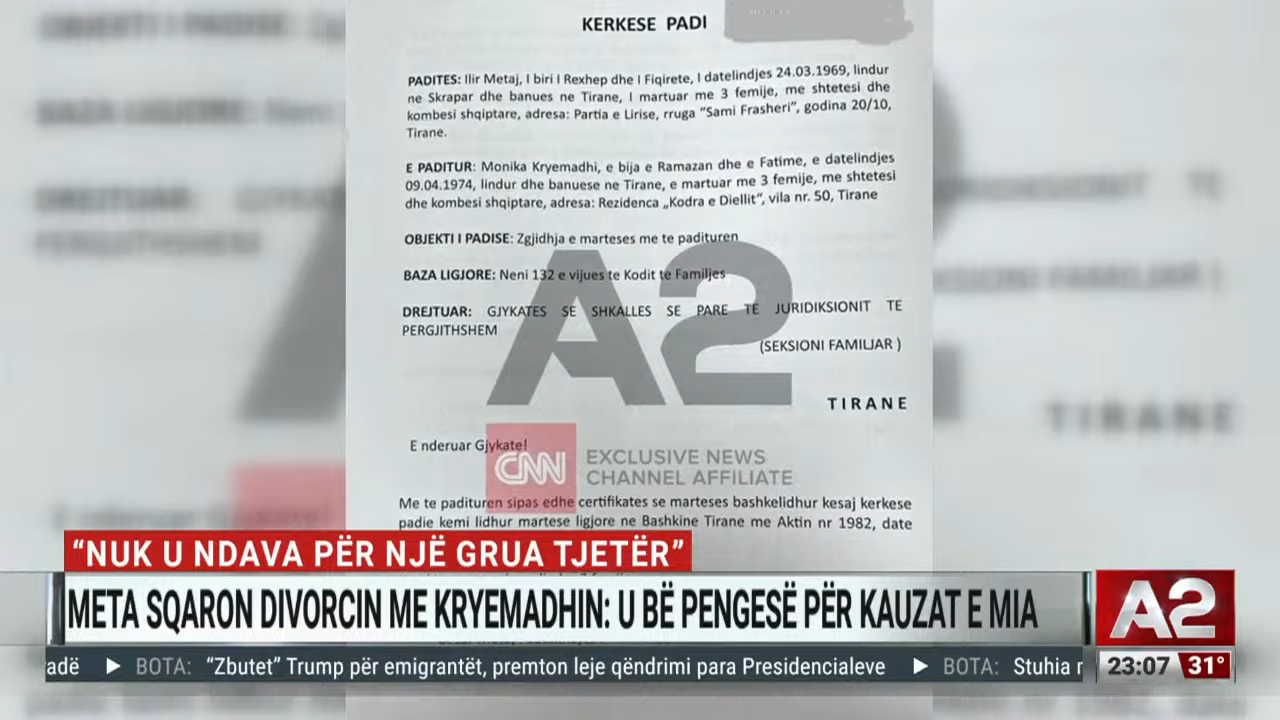 KERKESE PADI
PADITES: Ilir Metaj, I biri I Rexhep dhe I Fiqirete, I datelindjes 24.03.1969, lindur
ne Skrapar dhe banues ne Tirane, I martuar me 3 femije, me shtetesi dhe
kombesi shqiptare, adresa: Partia e Lirise, rruga "Sami Frasheri", godina 20/10,
Tirane.
E PADITUR: Monika Kryemadhi, e bija e Ramazan dhe e Fatime, e datelindjes
09.04.1974, lindur dhe banuese ne Tirane, e martuar me 3 femije, me shtetesi
dhe kombesi shqiptare, adresa: Rezidenca „Kodra e Diellit", vila nr. 50, Tirane
OBJEKTI I PADISE: Zgjidhja e marteses me te padituren
BAZA LIGJORE: Neni 132 e vijues te Kodit te Familjes
DREJTUAR: GJYKATES SE SHKALLES SE PARE TE JURIDIKSIONIT TE
PERGJITHSHEM
(SEKSIONI FAMILJAR )
TIRANE
A2
E nderuar Gjykate!
CNN EXCLUSIVE NEWS
CHANNEL AFFILIATE
Me te padituren sipas edhe certifikates se marteses bashkelidhur kesaj kerkese
padie kemi lidhur martese ligjore ne Bashkine Tirane me Aktin nr 1982, date
“NUK U NDAVA PËR NJË GRUA TJETËR”
META SQARON DIVORCIN ME KRYEMADHIN: U BË PENGESË PËR KAUZAT E MIA
A2
adë ▶ BOTA: “Zbutet” Trump për emigrantët, premton leje qëndrimi para Presidencialeve ▶ BOTA: Stuhia
23:07 31°